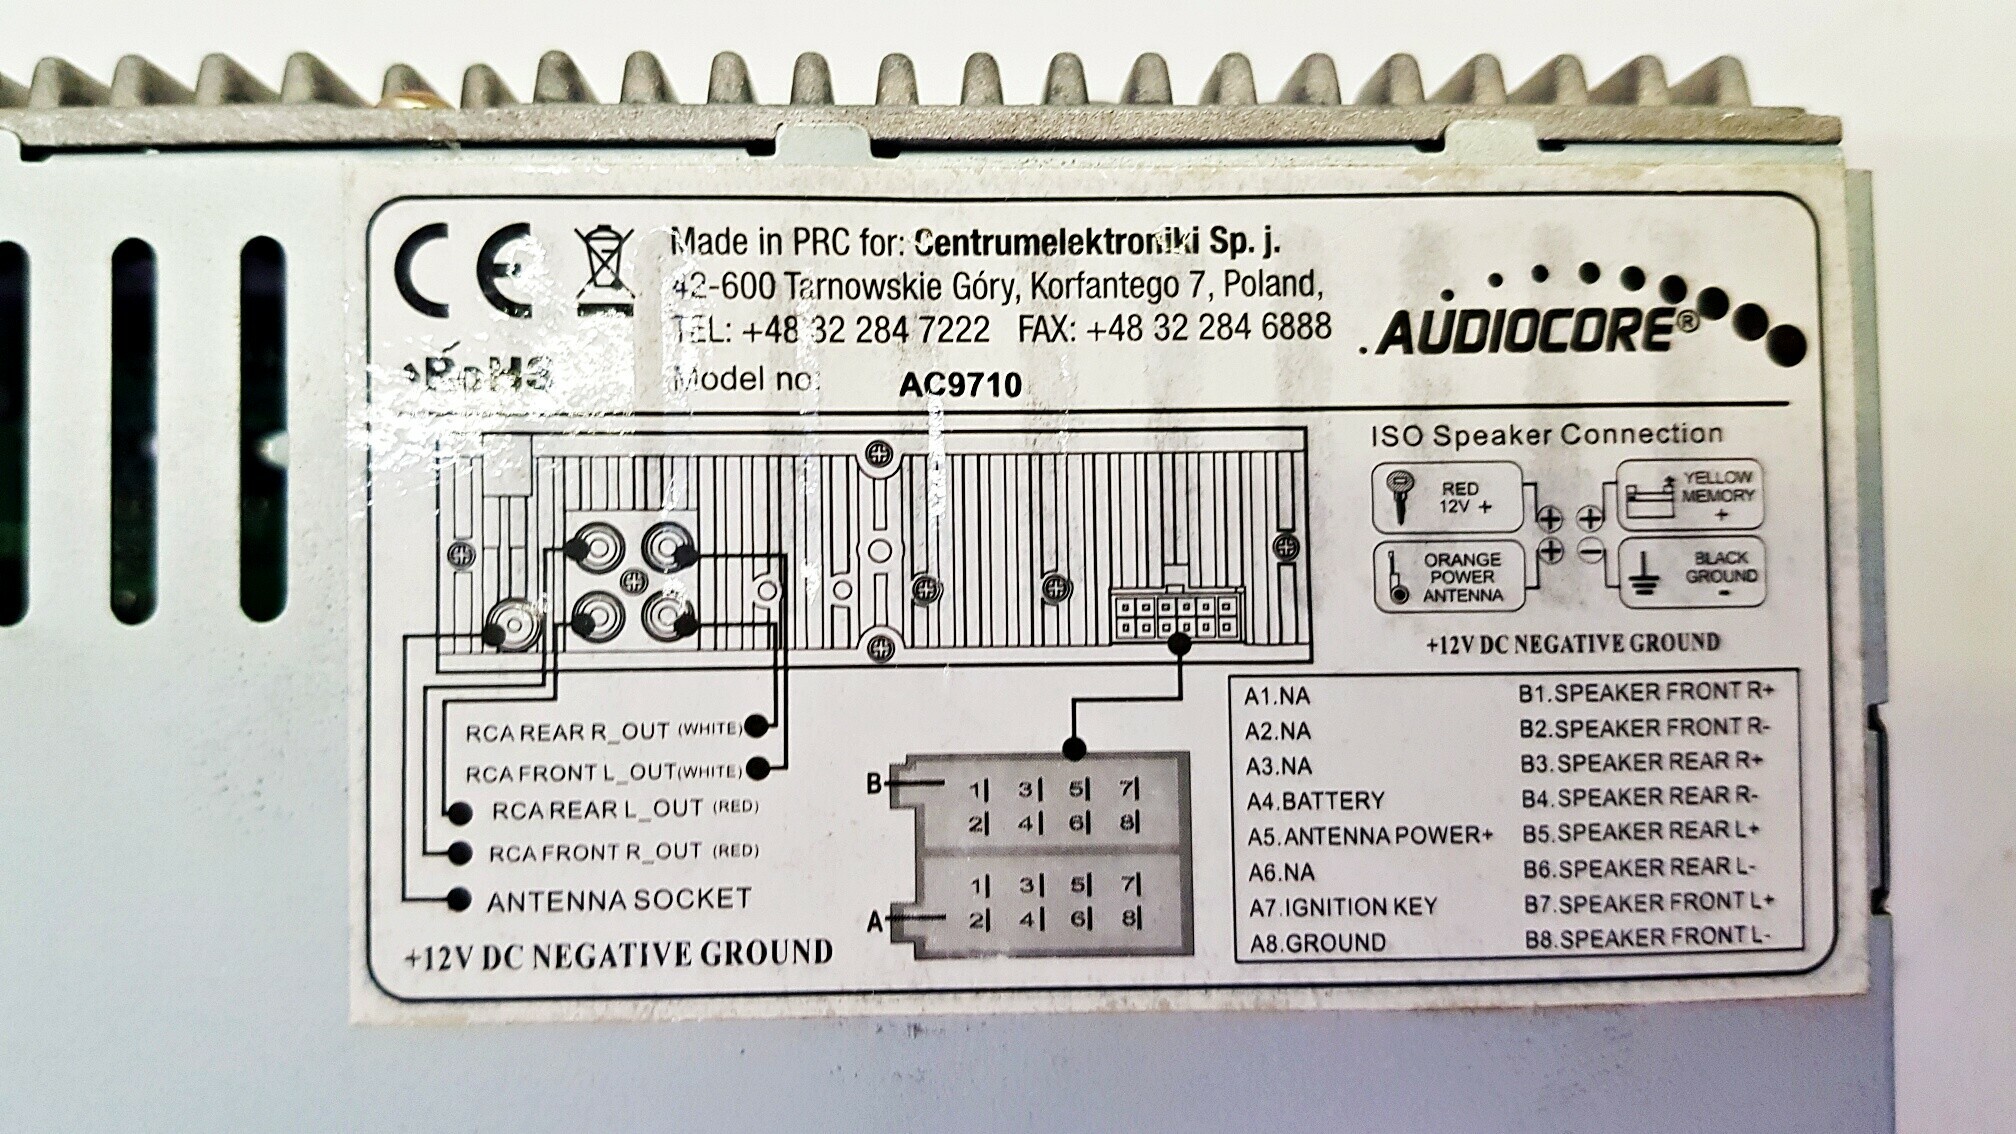 CE
Made in PRC for: Centrumelektroniki Sp. j.
42-600 Tarnowskie Góry, Korfantego 7, Poland,
TEL: +48 32 284 7222 FAX: +48 32 284 6888
.AUDIOCORE®
RoHS
Model no: AC9710
ISO Speaker Connection
RED
12V +
YELLOW
MEMORY
+
ORANGE
POWER
ANTENNA
BLACK
GROUND
-
+12V DC NEGATIVE GROUND
RCA REAR R_OUT (WHITE)
RCA FRONT L_OUT(WHITE)
RCA REAR L_OUT (RED)
RCA FRONT R_OUT (RED)
ANTENNA SOCKET
+12V DC NEGATIVE GROUND
B
1 3 5 7
2 4 6 8
A
1 3 5 7
2 4 6 8
A1.NA B1.SPEAKER FRONT R+
A2.NA B2.SPEAKER FRONT R-
A3.NA B3.SPEAKER REAR R+
A4.BATTERY B4.SPEAKER REAR R-
A5.ANTENNA POWER+ B5.SPEAKER REAR L+
A6.NA B6.SPEAKER REAR L-
A7.IGNITION KEY B7.SPEAKER FRONT L+
A8.GROUND B8.SPEAKER FRONT L-